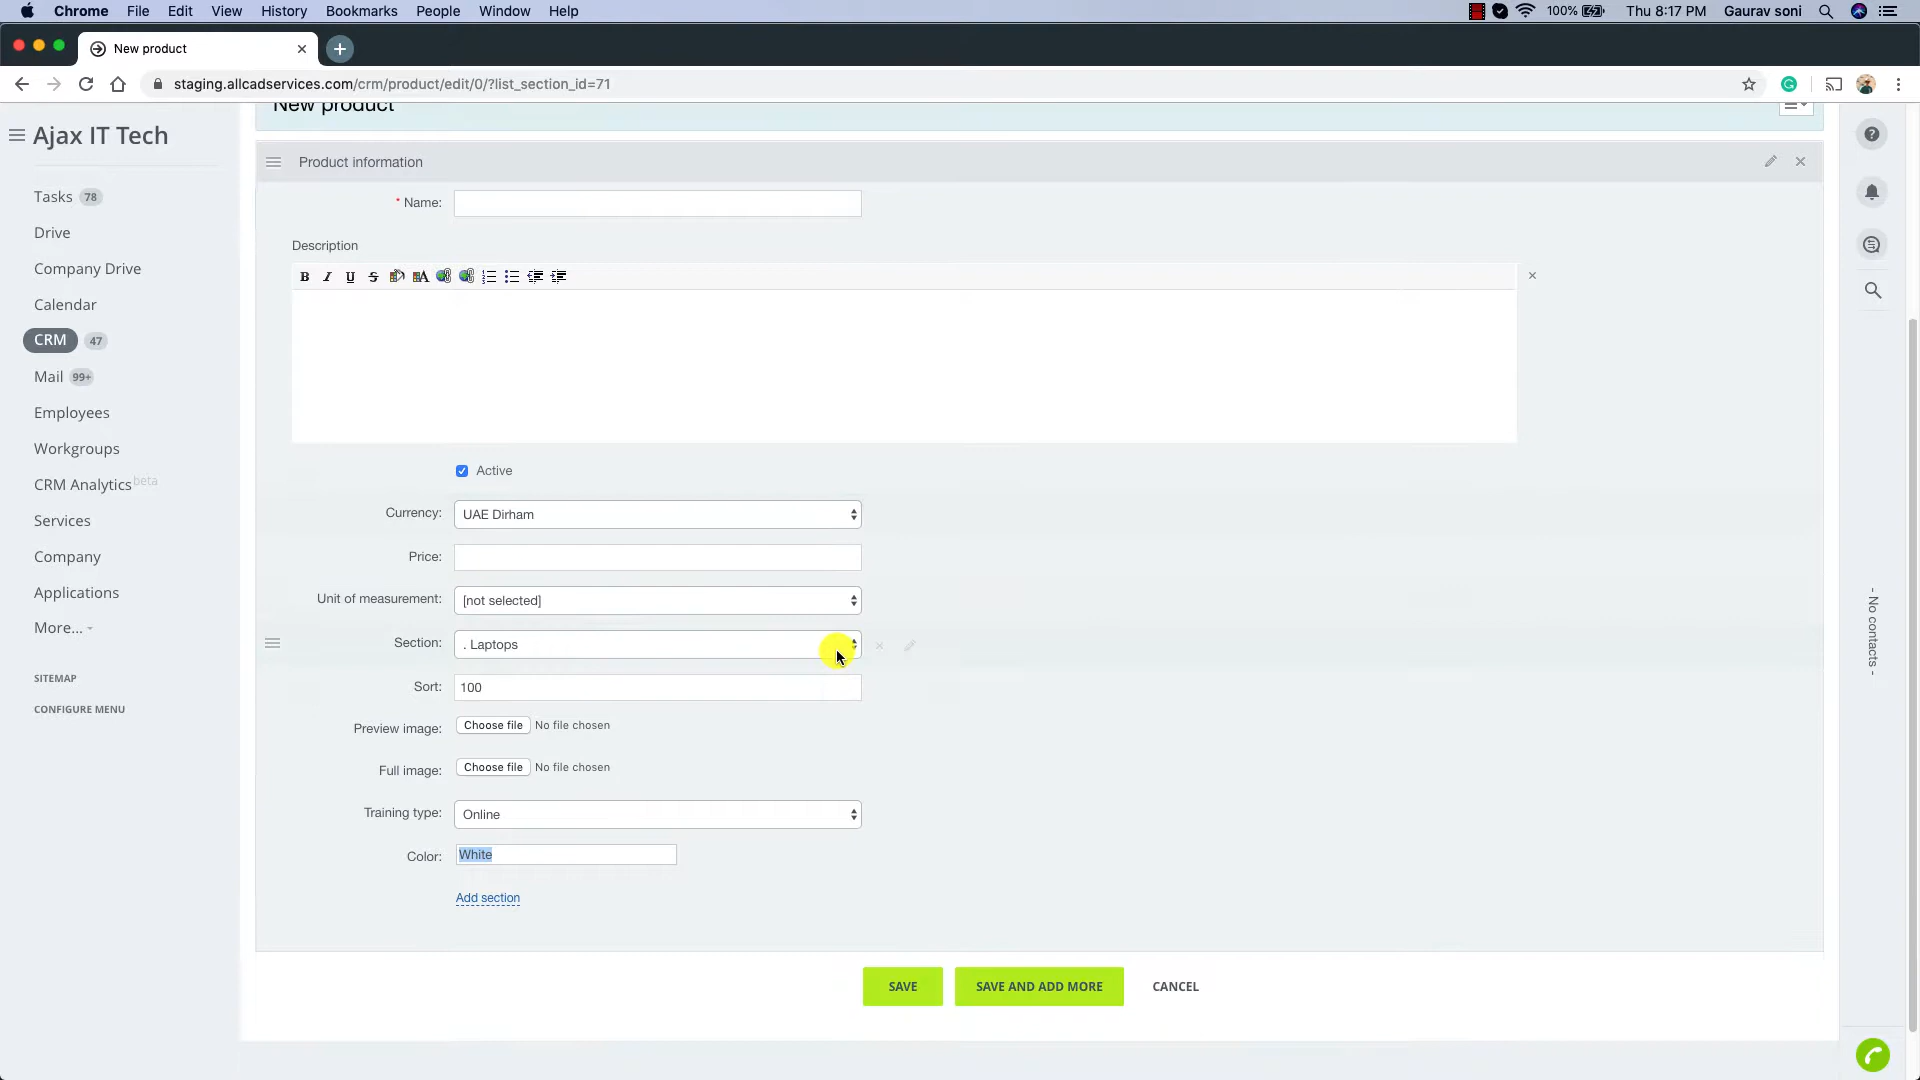 Chrome File Edit View History Bookmarks People Window Help 100% Thu 8:17 PM Gaurav soni
New product
staging.allcadservices.com/crm/product/edit/0/?list_section_id=71
New product
Ajax IT Tech
Tasks 78
Drive
Company Drive
Calendar
CRM 47
Mail 99+
Employees
Workgroups
CRM Analytics beta
Services
Company
Applications
More...
SITEMAP
CONFIGURE MENU
Product information
* Name:
Description
B I U S
Active
Currency: UAE Dirham
Price:
Unit of measurement: [not selected]
Section: . Laptops
Sort: 100
Preview image: Choose file No file chosen
Full image: Choose file No file chosen
Training type: Online
Color: White
Add section
SAVE SAVE AND ADD MORE CANCEL
- No contacts -